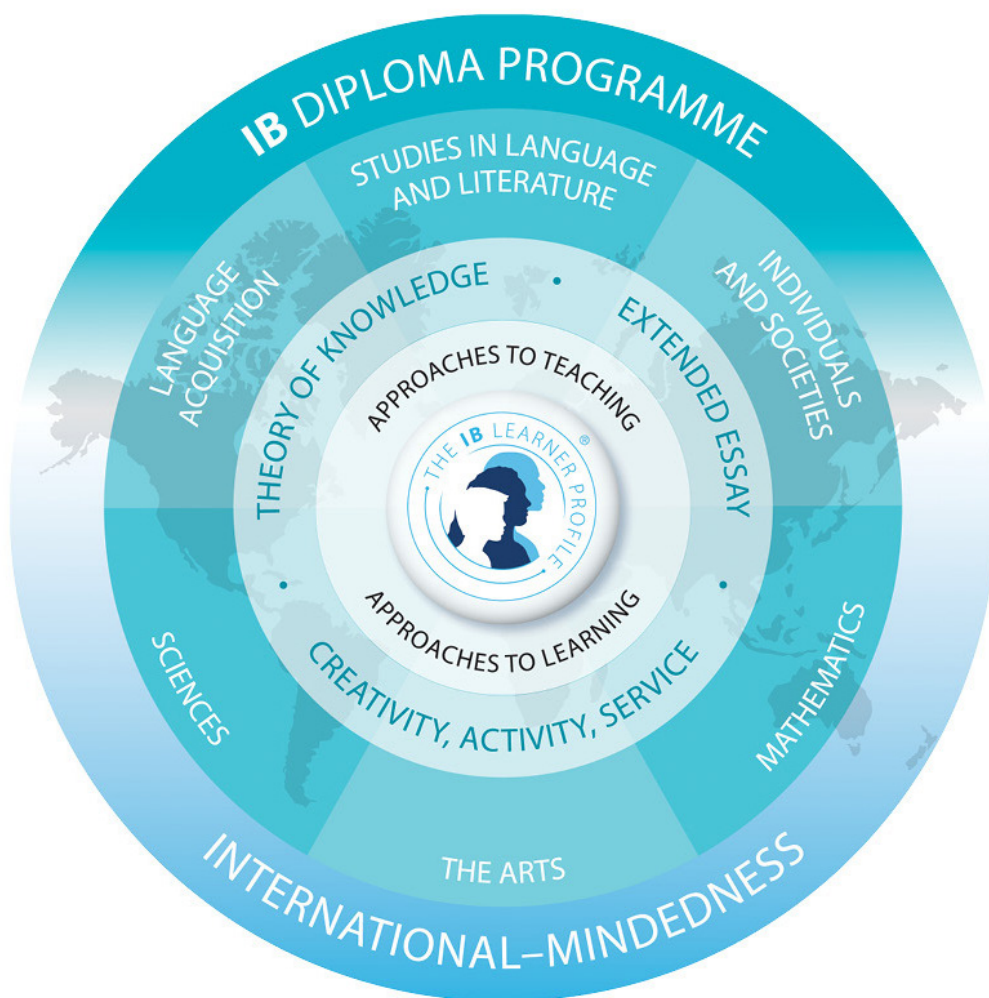 IB DIPLOMA PROGRAMME
STUDIES IN LANGUAGE
AND LITERATURE
LANGUAGE
ACQUISITION
INDIVIDUALS
AND SOCIETIES
THEORY OF KNOWLEDGE
•
EXTENDED ESSAY
•
APPROACHES TO TEACHING
THE IB LEARNER PROFILE
®
APPROACHES TO LEARNING
•
CREATIVITY, ACTIVITY, SERVICE
SCIENCES
MATHEMATICS
THE ARTS
INTERNATIONAL–MINDEDNESS